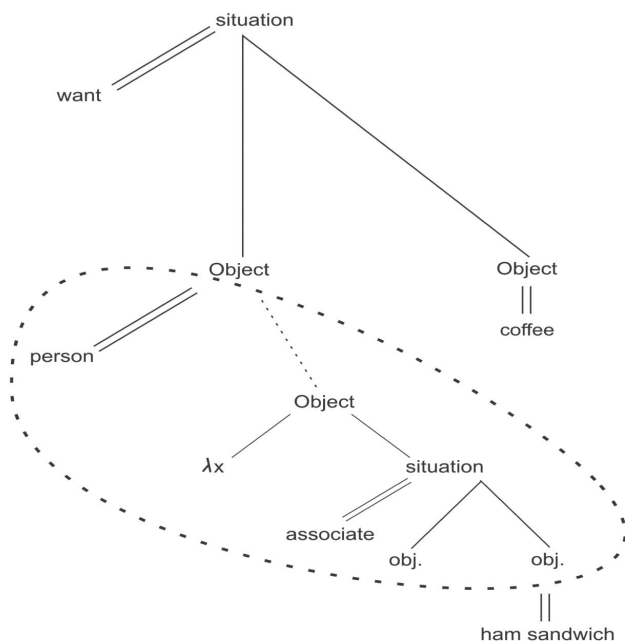 situation
want
Object
Object
coffee
person
Object
λx
situation
associate
obj.
obj.
ham sandwich